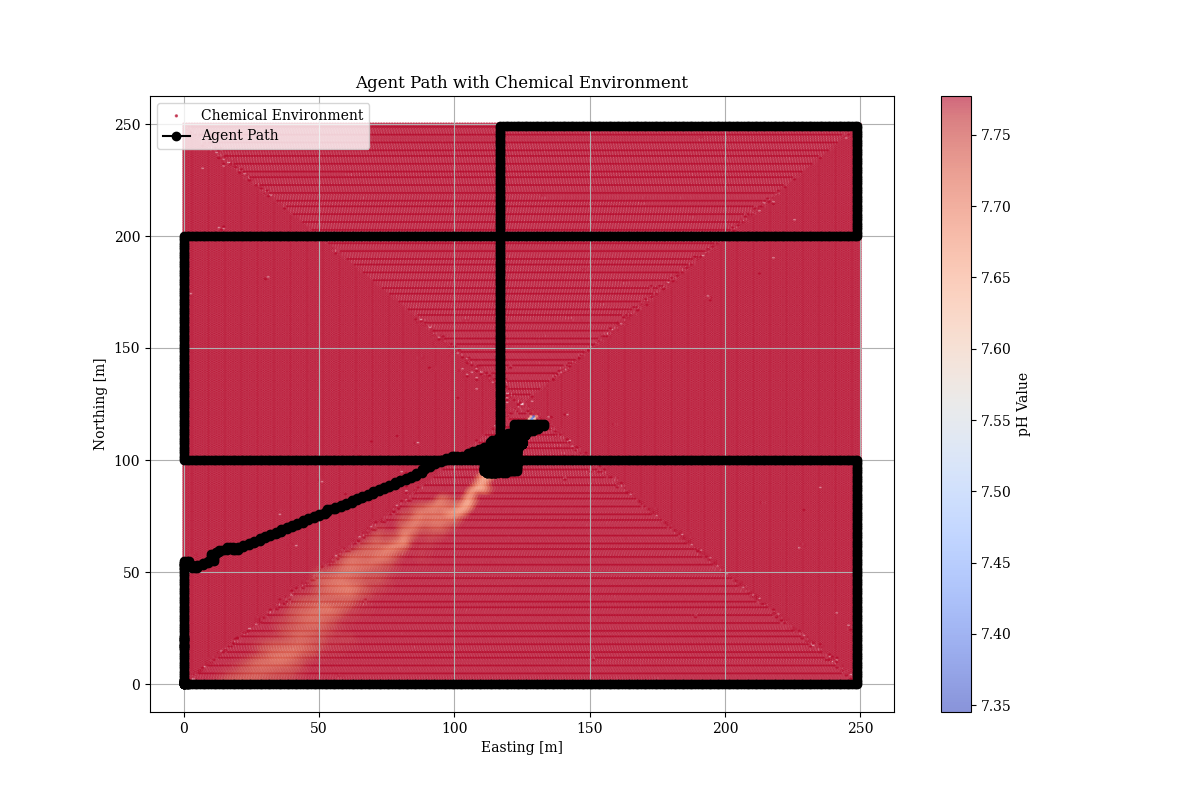 Agent Path with Chemical Environment
Chemical Environment
Agent Path
250
200
150
100
50
0
Northing [m]
0 50 100 150 200 250
Easting [m]
7.75
7.70
7.65
7.60
7.55
7.50
7.45
7.40
7.35
pH Value